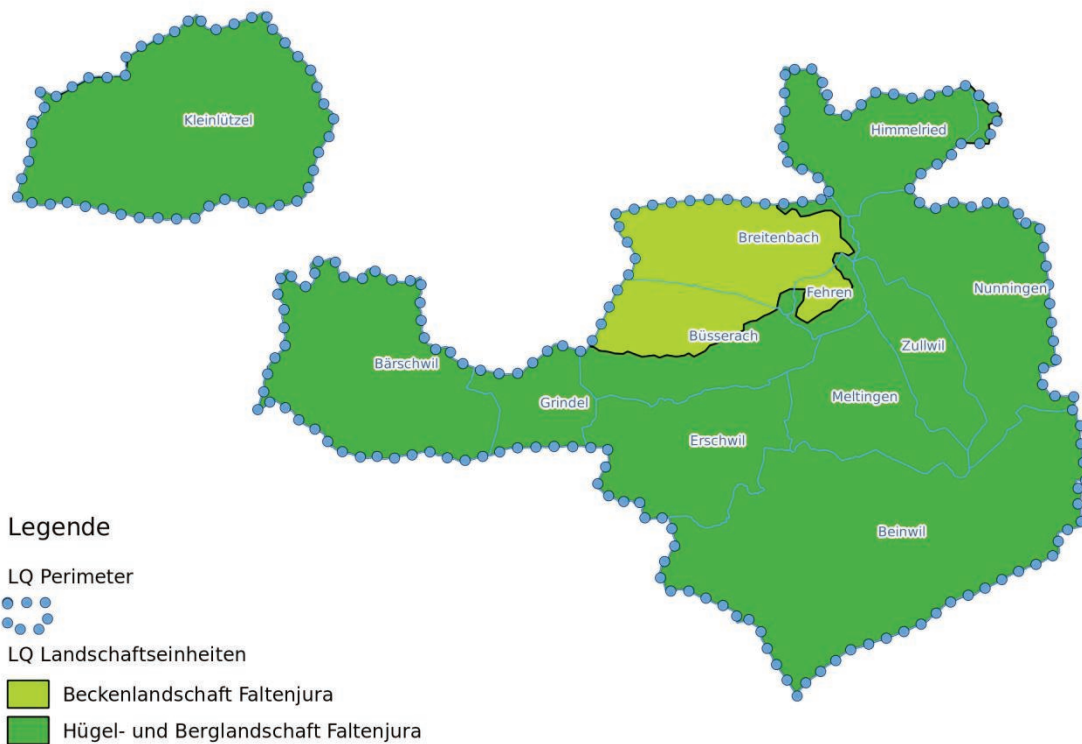 Kleinlützel
Himmelried
Breitenbach
Nunningen
Fehren
Büsserach
Zullwil
Bärschwil
Meltingen
Grindel
Erschwil
Beinwil
Legende
LQ Perimeter
LQ Landschaftseinheiten
Beckenlandschaft Faltenjura
Hügel- und Berglandschaft Faltenjura